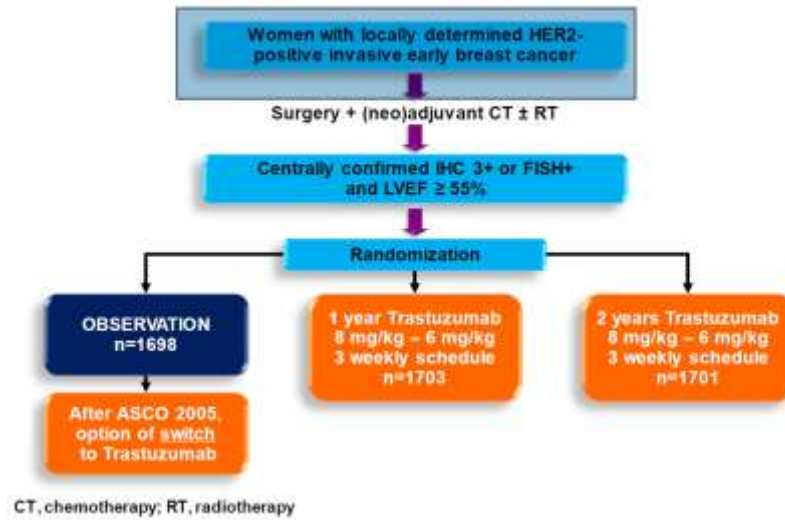 Women with locally determined HER2-
positive invasive early breast cancer
Surgery + (neo)adjuvant CT ± RT
Centrally confirmed IHC 3+ or FISH+
and LVEF ≥ 55%
Randomization
OBSERVATION
n=1698
1 year Trastuzumab
8 mg/kg – 6 mg/kg
3 weekly schedule
n=1703
2 years Trastuzumab
8 mg/kg – 6 mg/kg
3 weekly schedule
n=1701
After ASCO 2005,
option of switch
to Trastuzumab
CT, chemotherapy; RT, radiotherapy